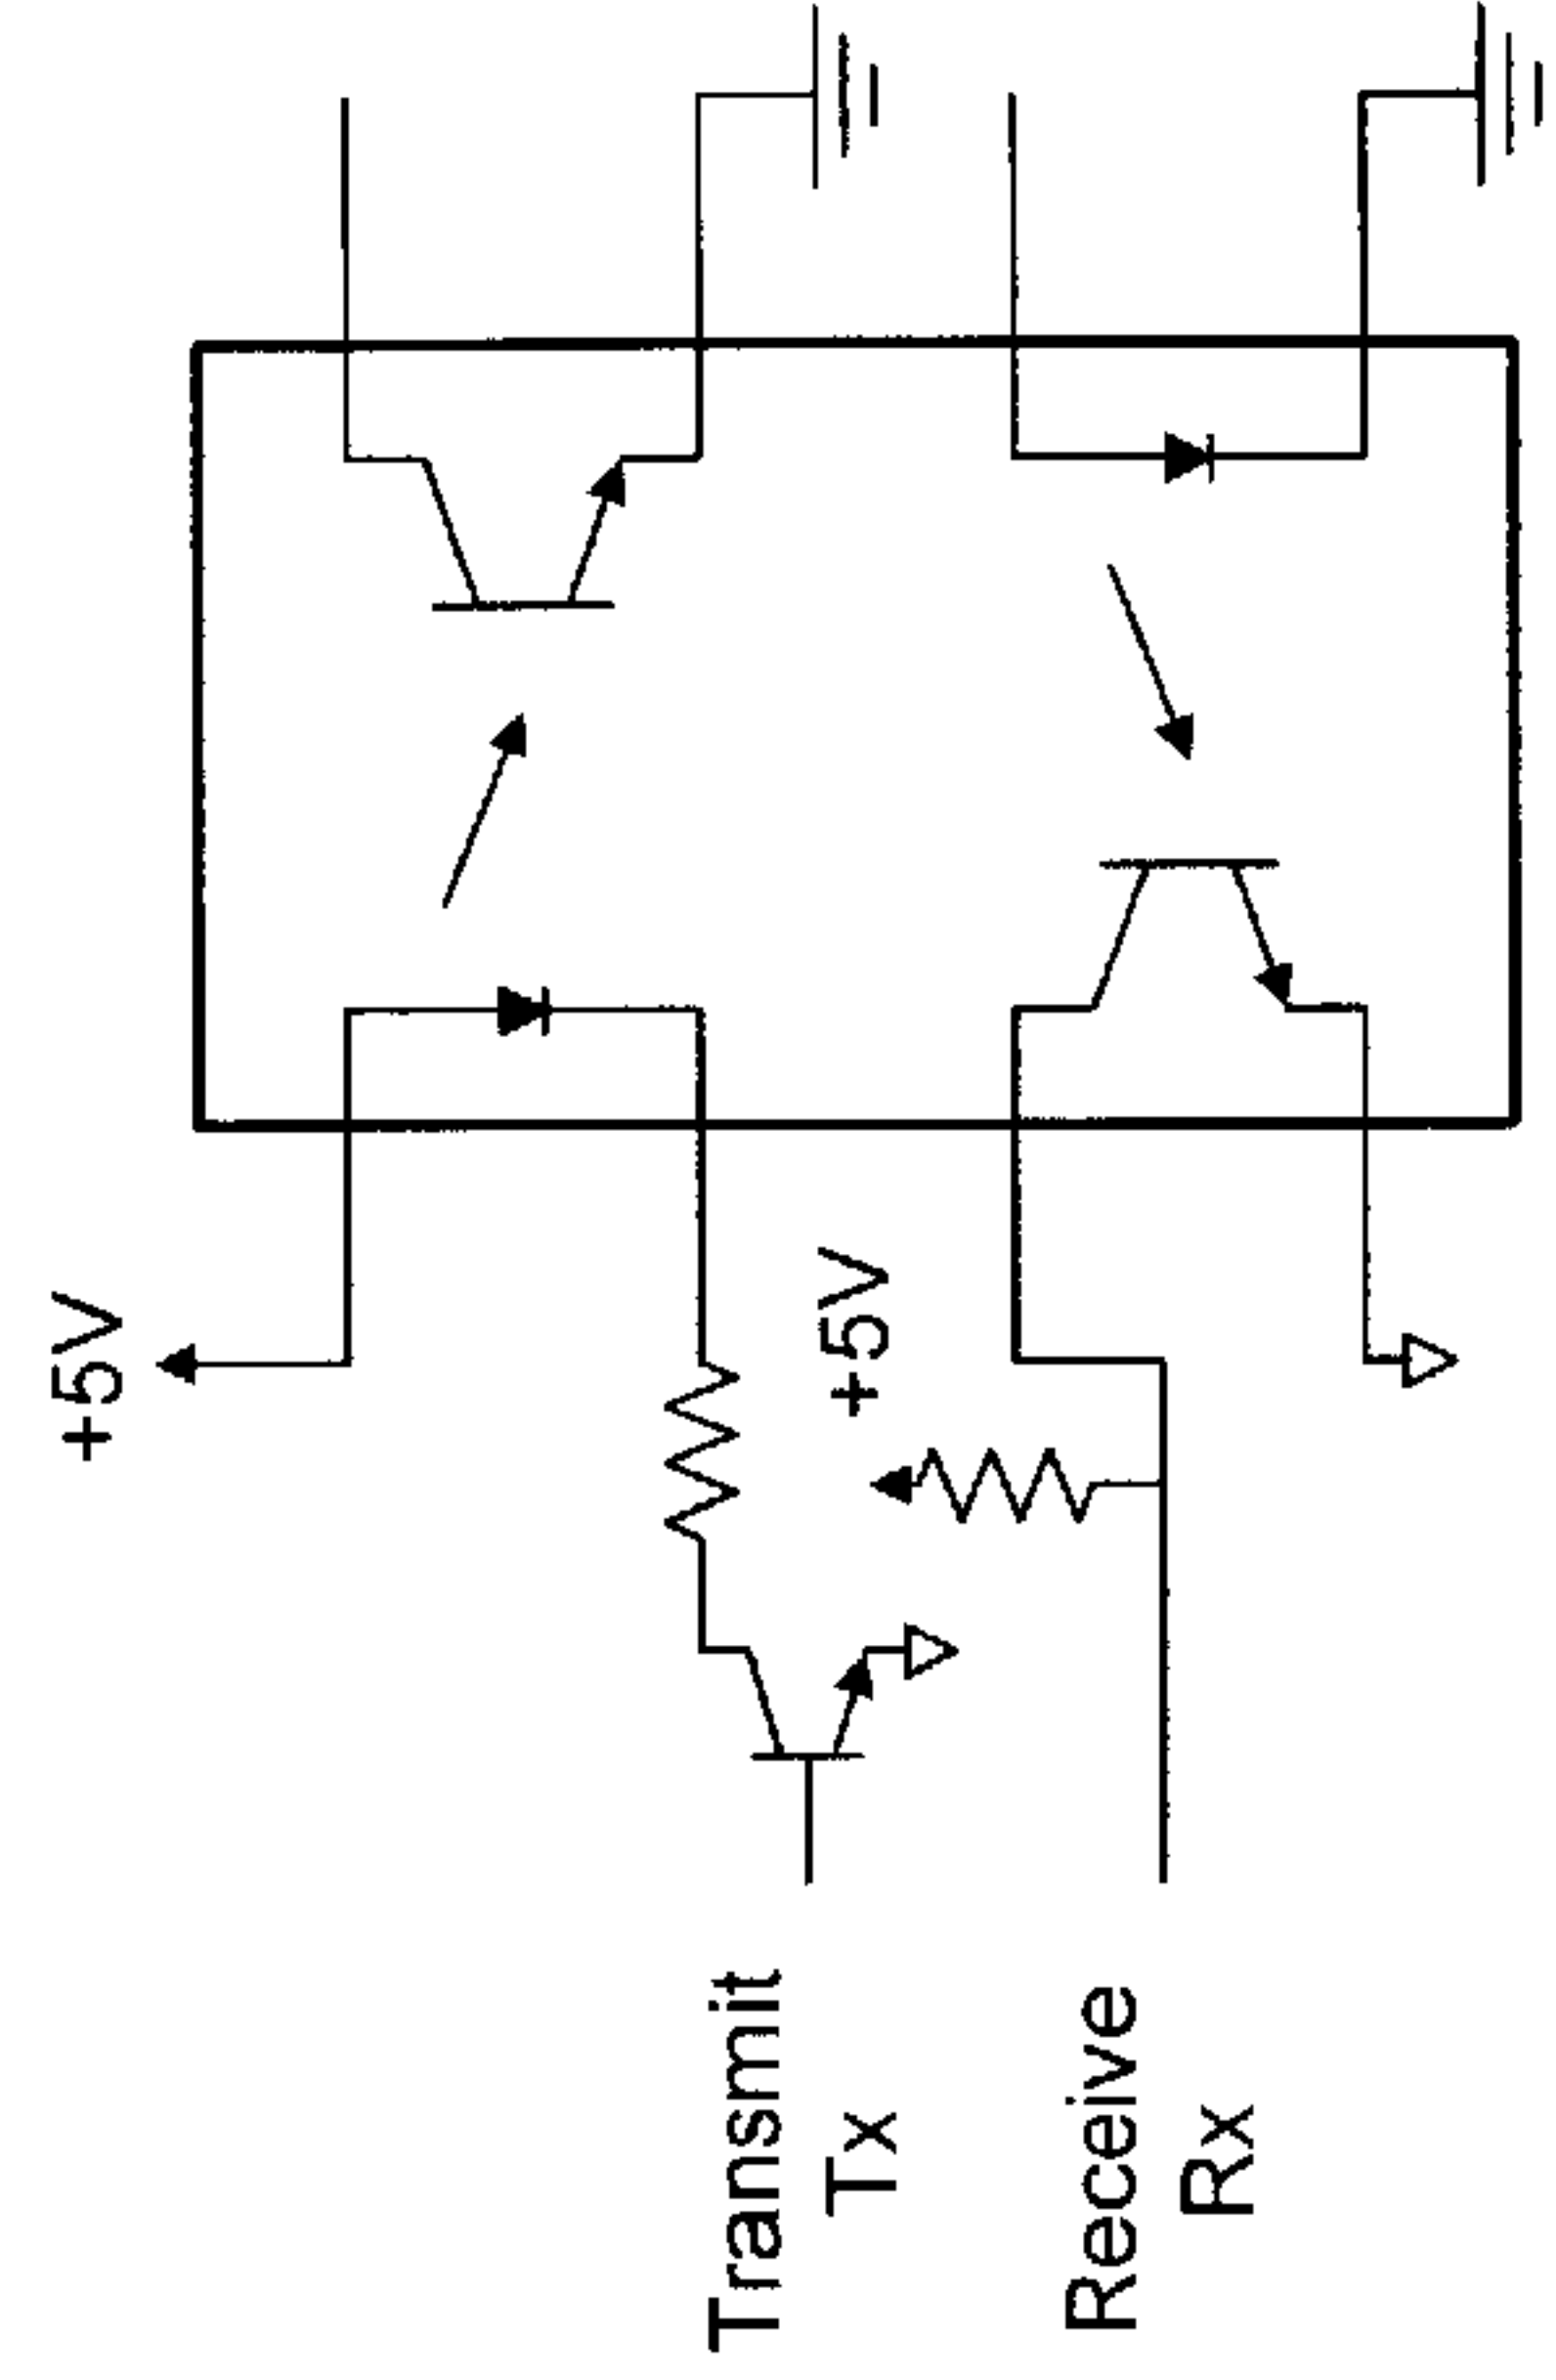 +5V
+5V
Transmit
Tx
Receive
Rx